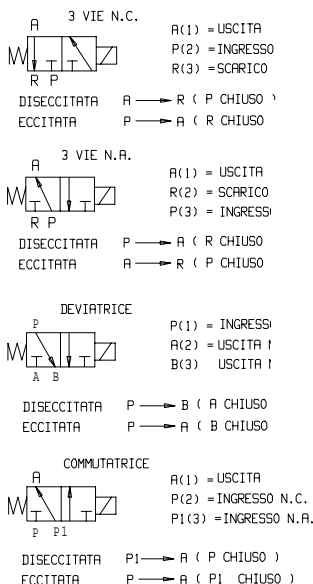 3 VIE N.C.
A
R P
A(1) = USCITA
P(2) = INGRESSO
R(3) = SCARICO
DISECCITATA A → R ( P CHIUSO )
ECCITATA P → A ( R CHIUSO
3 VIE N.A.
A
R P
A(1) = USCITA
R(2) = SCARICO
P(3) = INGRESS
DISECCITATA P → A ( R CHIUSO
ECCITATA A → R ( P CHIUSO
DEVIATRICE
P
A B
P(1) = INGRESS
A(2) = USCITA
B(3) USCITA
DISECCITATA P → B ( A CHIUSO
ECCITATA P → A ( B CHIUSO
COMMUTATRICE
A
P P1
A(1) = USCITA
P(2) = INGRESSO N.C.
P1(3) = INGRESSO N.A.
DISECCITATA P1 → A ( P CHIUSO )
ECCITATA P → A ( P1 CHIUSO )